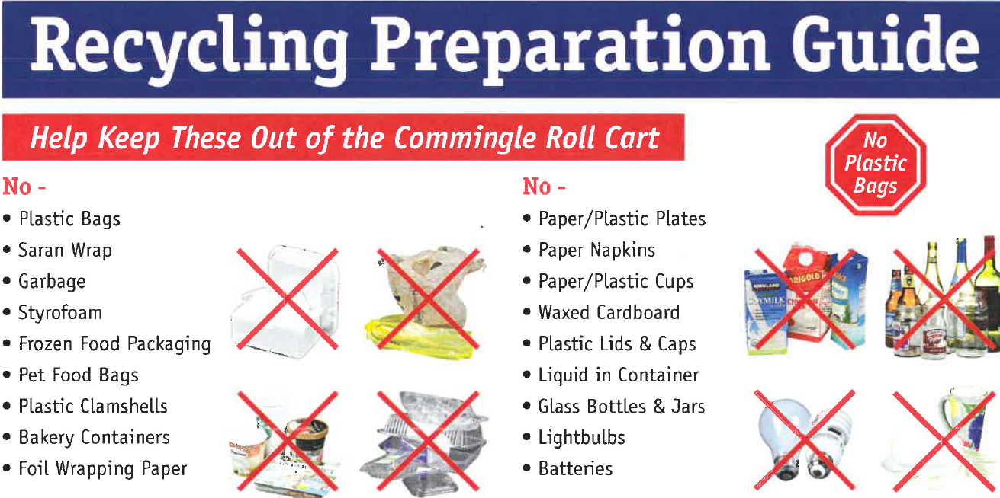 Recycling Preparation Guide
Help Keep These Out of the Commingle Roll Cart
No
Plastic
Bags
No -
• Plastic Bags
• Saran Wrap
• Garbage
• Styrofoam
• Frozen Food Packaging
• Pet Food Bags
• Plastic Clamshells
• Bakery Containers
• Foil Wrapping Paper
No -
• Paper/Plastic Plates
• Paper Napkins
• Paper/Plastic Cups
• Waxed Cardboard
• Plastic Lids & Caps
• Liquid in Container
• Glass Bottles & Jars
• Lightbulbs
• Batteries
KIRKLAND